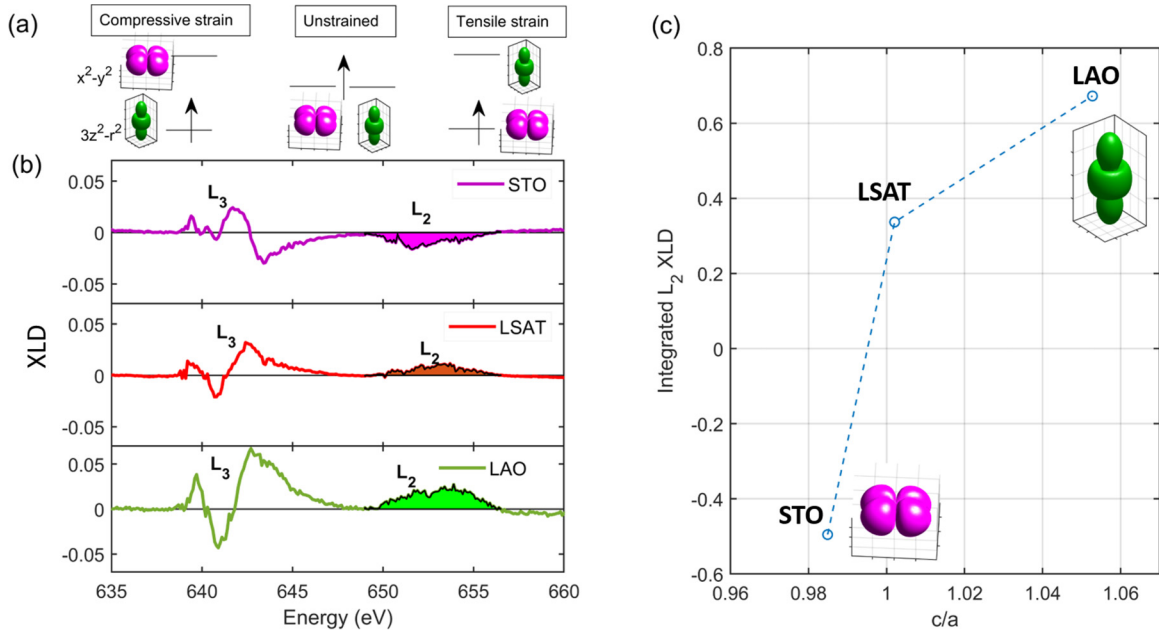 (a)
Compressive strain
Unstrained
Tensile strain
x²-y²
3z²-r²
(b)
0.05
0
-0.05
L₃
L₂
STO
0.05
0
-0.05
L₃
L₂
LSAT
0.05
0
-0.05
L₃
L₂
LAO
XLD
635
640
645
650
655
660
Energy (eV)
(c)
0.8
0.6
0.4
0.2
0
-0.2
-0.4
-0.6
Integrated L₂ XLD
LAO
LSAT
STO
0.96
0.98
1
1.02
1.04
1.06
c/a